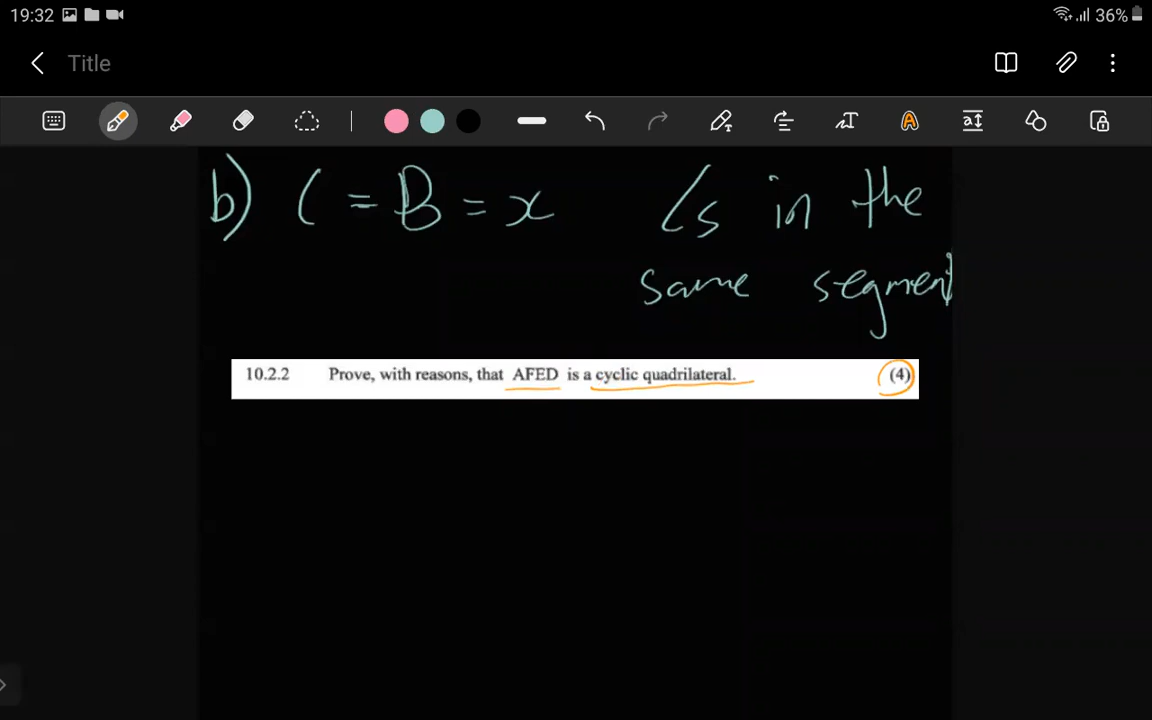 19:32 36%
Title
b) C = B = x ∠s in the
same segment
10.2.2 Prove, with reasons, that AFED is a cyclic quadrilateral. (4)